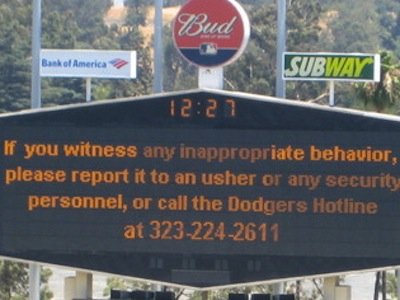 Bud
Bank of America
SUBWAY
12:27
If you witness any inappropriate behavior,
please report it to an usher or any security
personnel, or call the Dodgers Hotline
at 323-224-2611